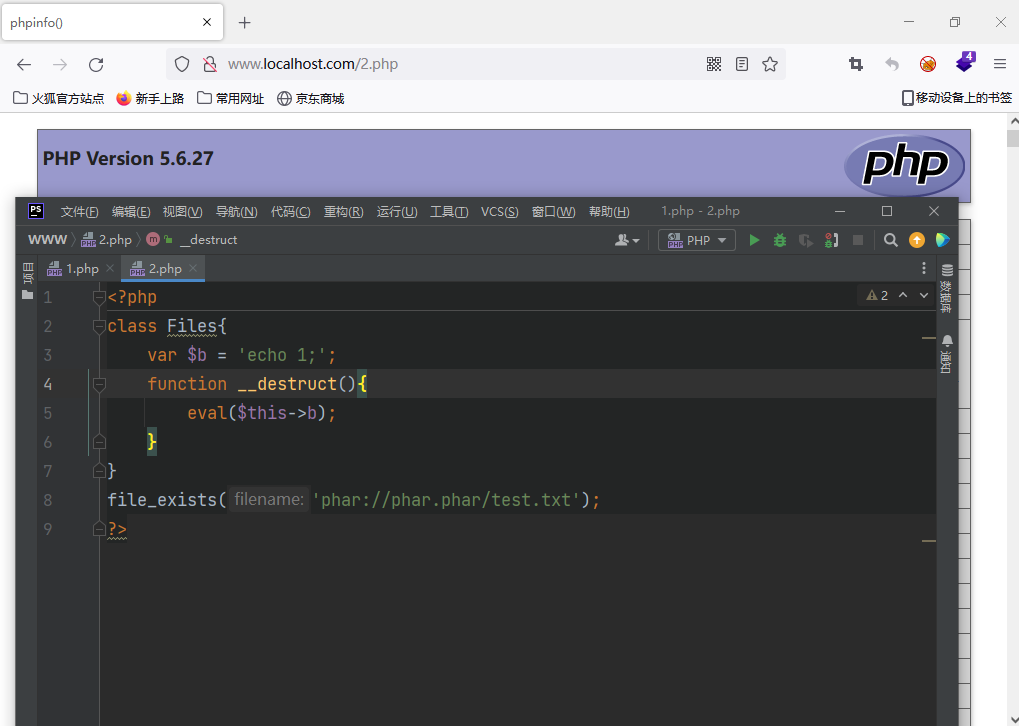 phpinfo()
www.localhost.com/2.php
4
火狐官方站点 新手上路 常用网址 京东商城 移动设备上的书签
PHP Version 5.6.27
php
PS 文件(F) 编辑(E) 视图(V) 导航(N) 代码(C) 重构(R) 运行(U) 工具(T) VCS(S) 窗口(W) 帮助(H) 1.php - 2.php
WWW 2.php m __destruct PHP
项目 1.php 2.php
数据库
通知
2
1 <?php
2 class Files{
3 var $b = 'echo 1;';
4 function __destruct(){
5 eval($this->b);
6 }
7 }
8 file_exists( filename: 'phar://phar.phar/test.txt');
9 ?>